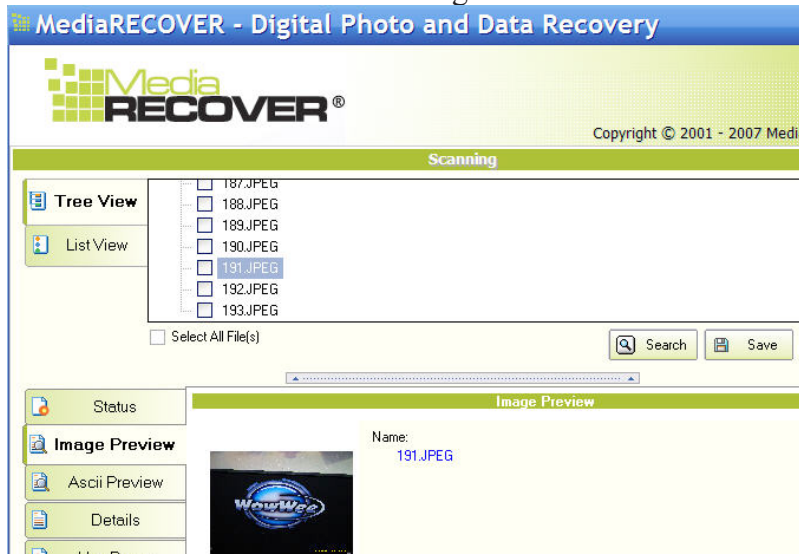 MediaRECOVER - Digital Photo and Data Recovery
Media
RECOVER®
Copyright © 2001 - 2007 Medi
Scanning
Tree View
List View
187.JPEG
188.JPEG
189.JPEG
190.JPEG
191.JPEG
192.JPEG
193.JPEG
Select All File(s)
Search
Save
Status
Image Preview
Ascii Preview
Details
Image Preview
Name:
191.JPEG
WowWee